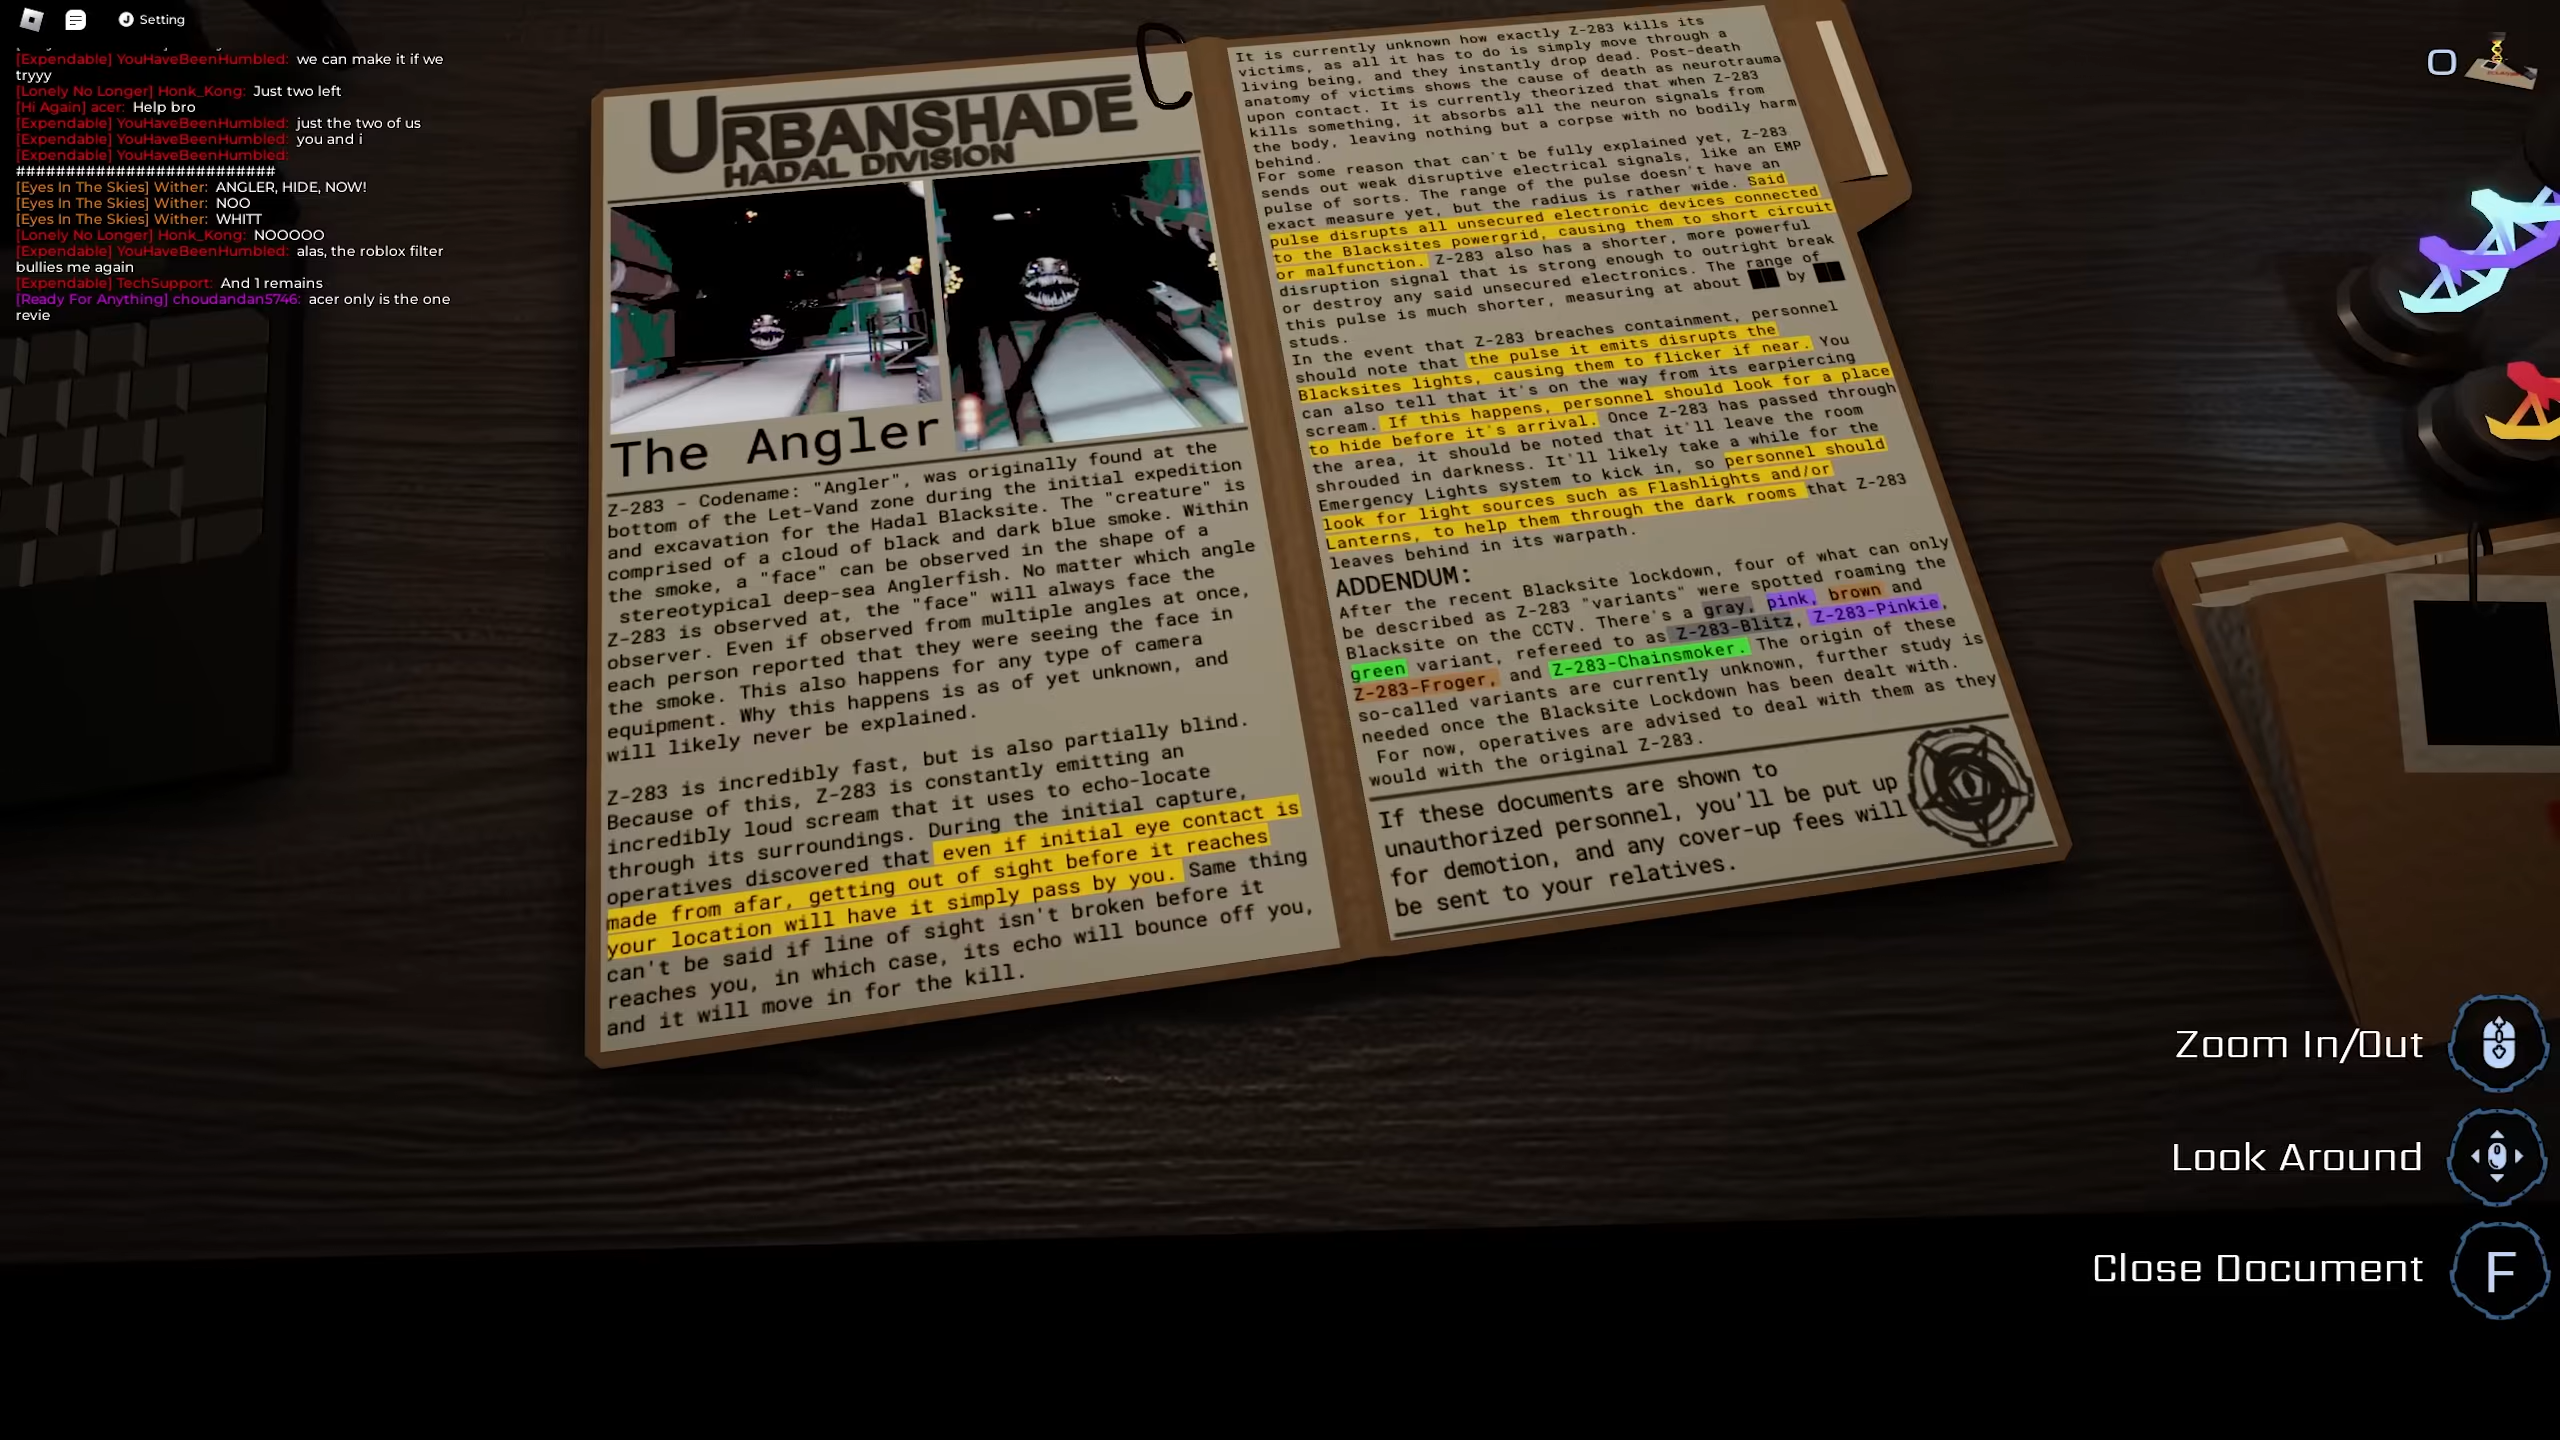 Setting
[Expendable] YouHaveBeenHumbled: we can make it if we
tryyy
[Lonely No Longer] Honk_Kong: Just two left
[Hi Again] acer: Help bro
[Expendable] YouHaveBeenHumbled: just the two of us
[Expendable] YouHaveBeenHumbled: you and i
[Expendable] YouHaveBeenHumbled:
##########################
[Eyes In The Skies] Wither: ANGLER, HIDE, NOW!
[Eyes In The Skies] Wither: NOO
[Eyes In The Skies] Wither: WHITT
[Lonely No Longer] Honk_Kong: NOOOOO
[Expendable] YouHaveBeenHumbled: alas, the roblox filter
bullies me again
[Expendable] TechSupport: And 1 remains
[Ready For Anything] choudandan5746: acer only is the one
revie
URBANSHADE
HADAL DIVISION
The Angler
Z-283 - Codename: "Angler", was originally found at the
bottom of the Let-Vand zone during the initial expedition
and excavation for the Hadal Blacksite. The "creature" is
comprised of a cloud of black and dark blue smoke. Within
the smoke, a "face" can be observed in the shape of a
stereotypical deep-sea Anglerfish. No matter which angle
Z-283 is observed at, the "face" will always face the
observer. Even if observed from multiple angles at once,
each person reported that they were seeing the face in
the smoke. This also happens for any type of camera
equipment. Why this happens is as of yet unknown, and
will likely never be explained.
Z-283 is incredibly fast, but is also partially blind.
Because of this, Z-283 is constantly emitting an
incredibly loud scream that it uses to echo-locate
through its surroundings. During the initial capture,
operatives discovered that even if initial eye contact is
made from afar, getting out of sight before it reaches
your location will have it simply pass by you. Same thing
can't be said if line of sight isn't broken before it
reaches you, in which case, its echo will bounce off you,
and it will move in for the kill.
It is currently unknown how exactly Z-283 kills its
victims, as all it has to do is simply move through a
living being, and they instantly drop dead. Post-death
anatomy of victims shows the cause of death as neurotrauma
upon contact. It is currently theorized that when Z-283
kills something, it absorbs all the neuron signals from
the body, leaving nothing but a corpse with no bodily harm
behind.
For some reason that can't be fully explained yet, Z-283
sends out weak disruptive electrical signals, like an EMP
pulse of sorts. The range of the pulse doesn't have an
exact measure yet, but the radius is rather wide. Said
pulse disrupts all unsecured electronic devices connected
to the Blacksites powergrid, causing them to short circuit
or malfunction. Z-283 also has a shorter, more powerful
disruption signal that is strong enough to outright break
or destroy any said unsecured electronics. The range of
this pulse is much shorter, measuring at about ██ by ██
studs.
In the event that Z-283 breaches containment, personnel
should note that the pulse it emits disrupts the
Blacksites lights, causing them to flicker if near. You
can also tell that it's on the way from its earpiercing
scream. If this happens, personnel should look for a place
to hide before it's arrival. Once Z-283 has passed through
the area, it should be noted that it'll leave the room
shrouded in darkness. It'll likely take a while for the
Emergency Lights system to kick in, so personnel should
look for light sources such as Flashlights and/or
Lanterns, to help them through the dark rooms that Z-283
leaves behind in its warpath.
ADDENDUM:
After the recent Blacksite lockdown, four of what can only
be described as Z-283 "variants" were spotted roaming the
Blacksite on the CCTV. There's a gray, pink, brown and
green variant, refereed to as Z-283-Blitz, Z-283-Pinkie,
Z-283-Froger, and Z-283-Chainsmoker. The origin of these
so-called variants are currently unknown, further study is
needed once the Blacksite Lockdown has been dealt with.
For now, operatives are advised to deal with them as they
would with the original Z-283.
If these documents are shown to
unauthorized personnel, you'll be put up
for demotion, and any cover-up fees will
be sent to your relatives.
0
Zoom In/Out
Look Around
Close Document
F